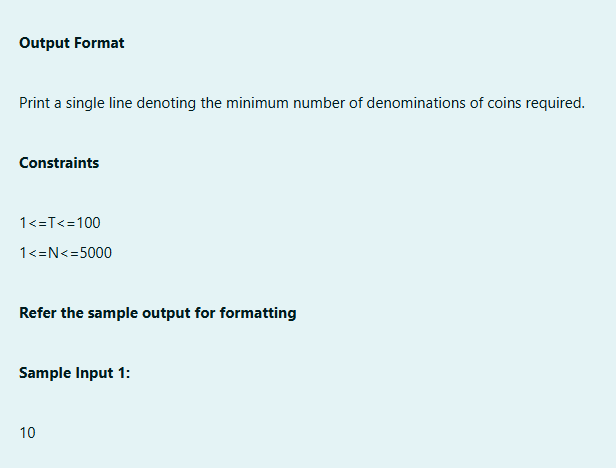 Output Format
Print a single line denoting the minimum number of denominations of coins required.
Constraints
1<=T<=100
1<=N<=5000
Refer the sample output for formatting
Sample Input 1:
10